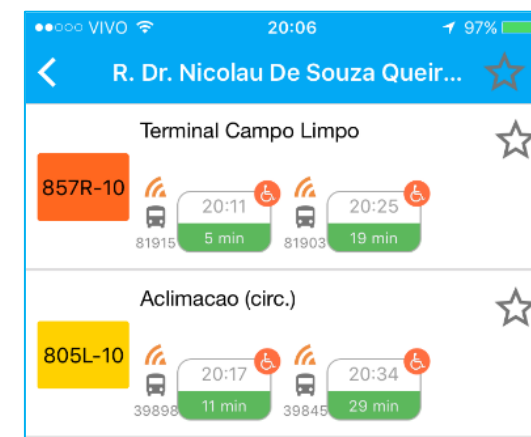 VIVO 20:06 97%
R. Dr. Nicolau De Souza Queir...
Terminal Campo Limpo
857R-10
20:11 20:25
81915 5 min 81903 19 min
Aclimacao (circ.)
805L-10
20:17 20:34
39898 11 min 39845 29 min